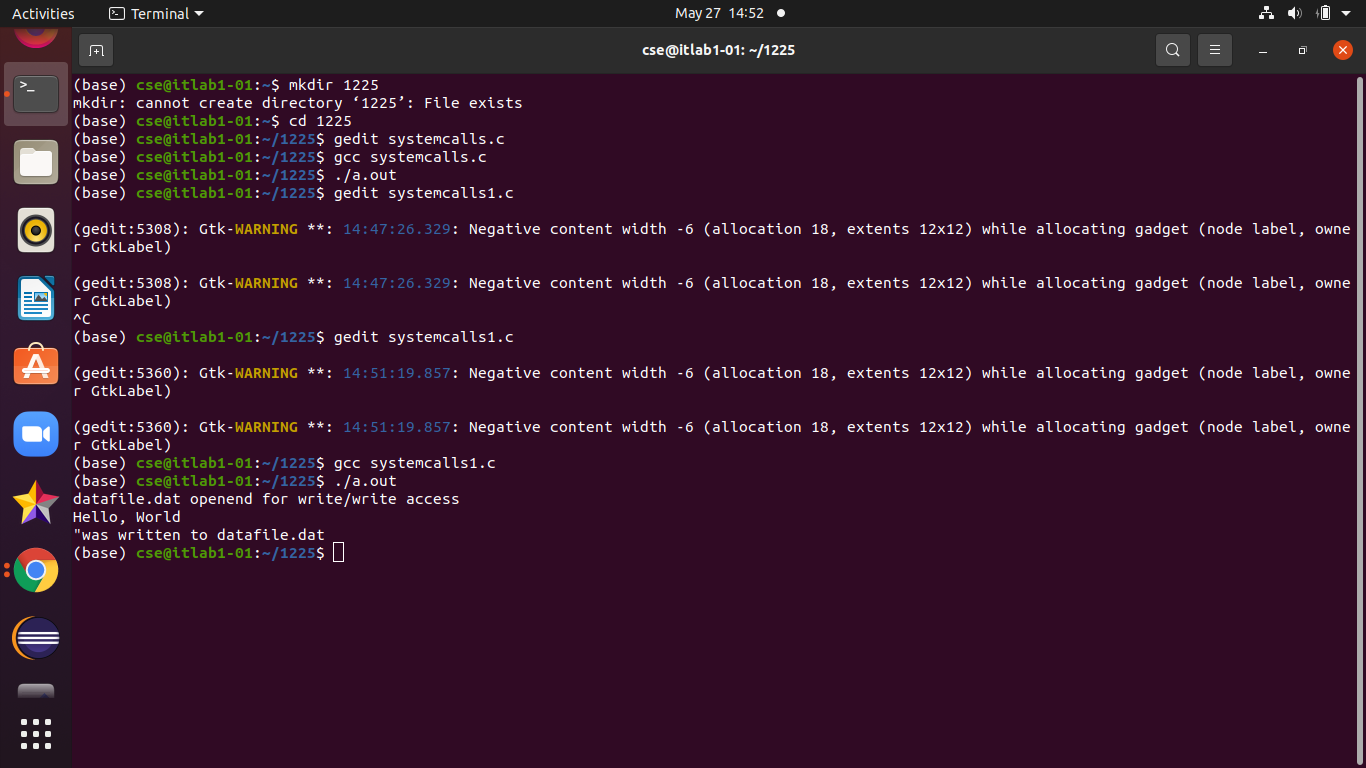 Activities
Terminal
May 27 14:52
cse@itlab1-01: ~/1225
(base) cse@itlab1-01:~$ mkdir 1225
mkdir: cannot create directory ‘1225’: File exists
(base) cse@itlab1-01:~$ cd 1225
(base) cse@itlab1-01:~/1225$ gedit systemcalls.c
(base) cse@itlab1-01:~/1225$ gcc systemcalls.c
(base) cse@itlab1-01:~/1225$ ./a.out
(base) cse@itlab1-01:~/1225$ gedit systemcalls1.c
(gedit:5308): Gtk-WARNING **: 14:47:26.329: Negative content width -6 (allocation 18, extents 12x12) while allocating gadget (node label, owne
r GtkLabel)
(gedit:5308): Gtk-WARNING **: 14:47:26.329: Negative content width -6 (allocation 18, extents 12x12) while allocating gadget (node label, owne
r GtkLabel)
^C
(base) cse@itlab1-01:~/1225$ gedit systemcalls1.c
(gedit:5360): Gtk-WARNING **: 14:51:19.857: Negative content width -6 (allocation 18, extents 12x12) while allocating gadget (node label, owne
r GtkLabel)
(gedit:5360): Gtk-WARNING **: 14:51:19.857: Negative content width -6 (allocation 18, extents 12x12) while allocating gadget (node label, owne
r GtkLabel)
(base) cse@itlab1-01:~/1225$ gcc systemcalls1.c
(base) cse@itlab1-01:~/1225$ ./a.out
datafile.dat openend for write/write access
Hello, World
"was written to datafile.dat
(base) cse@itlab1-01:~/1225$